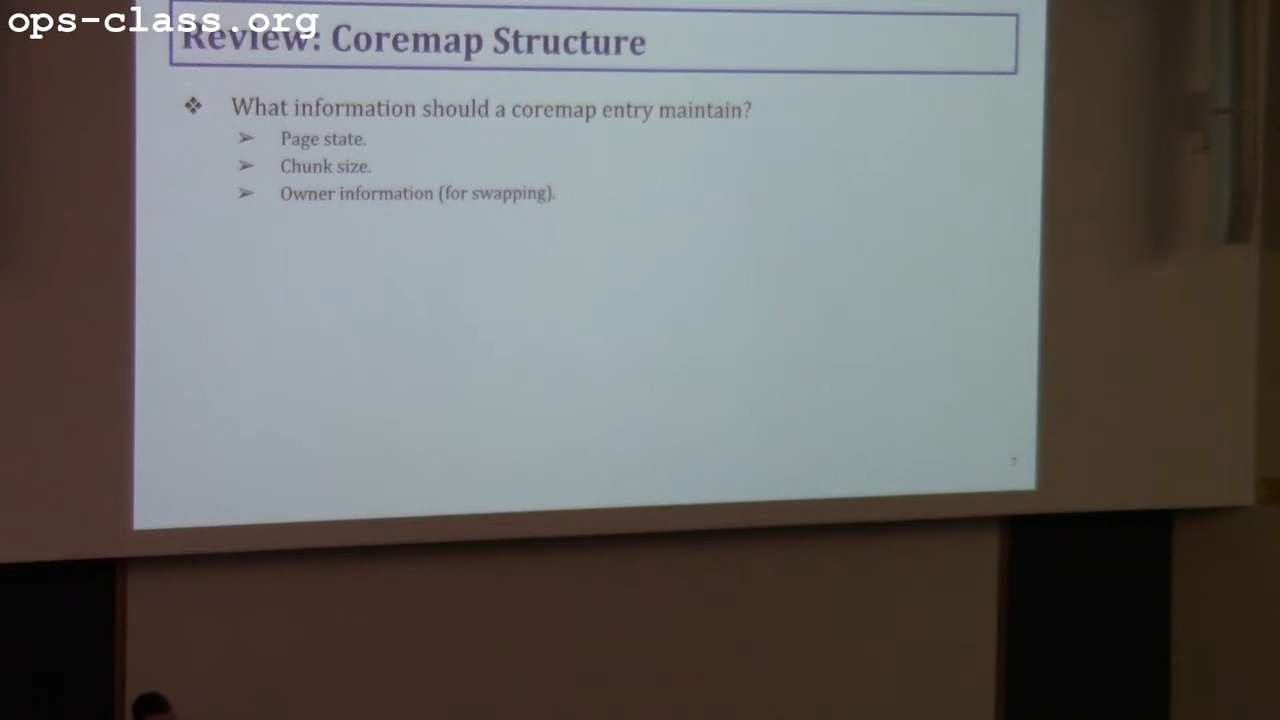 ops-class.org
Review: Coremap Structure
❖ What information should a coremap entry maintain?
➢ Page state.
➢ Chunk size.
➢ Owner information (for swapping).
7